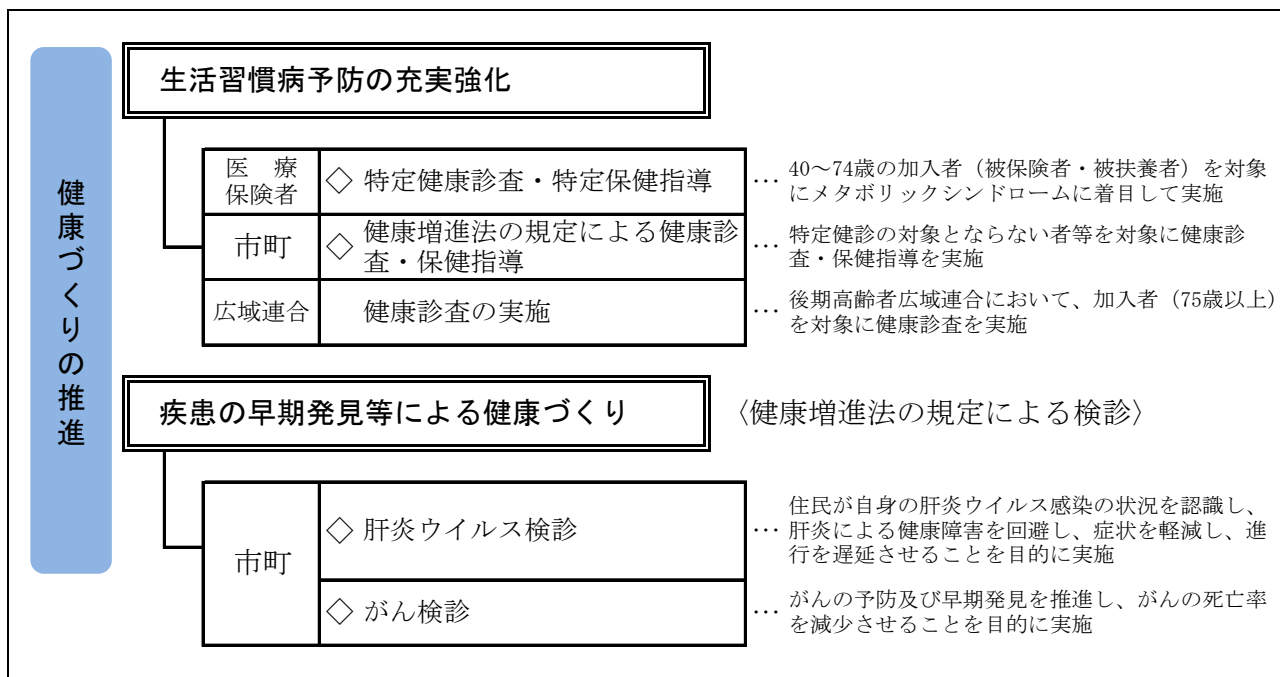 健康づくりの推進
生活習慣病予防の充実強化
医 療
保険者
◇ 特定健康診査・特定保健指導
… 40～74歳の加入者（被保険者・被扶養者）を対象
にメタボリックシンドロームに着目して実施
市町
◇ 健康増進法の規定による健康診
査・保健指導
… 特定健診の対象とならない者等を対象に健康診
査・保健指導を実施
広域連合
健康診査の実施
… 後期高齢者広域連合において、加入者（75歳以上）
を対象に健康診査を実施
疾患の早期発見等による健康づくり
〈健康増進法の規定による検診〉
市町
◇ 肝炎ウイルス検診
住民が自身の肝炎ウイルス感染の状況を認識し、
… 肝炎による健康障害を回避し、症状を軽減し、進
行を遅延させることを目的に実施
◇ がん検診
… がんの予防及び早期発見を推進し、がんの死亡率
を減少させることを目的に実施